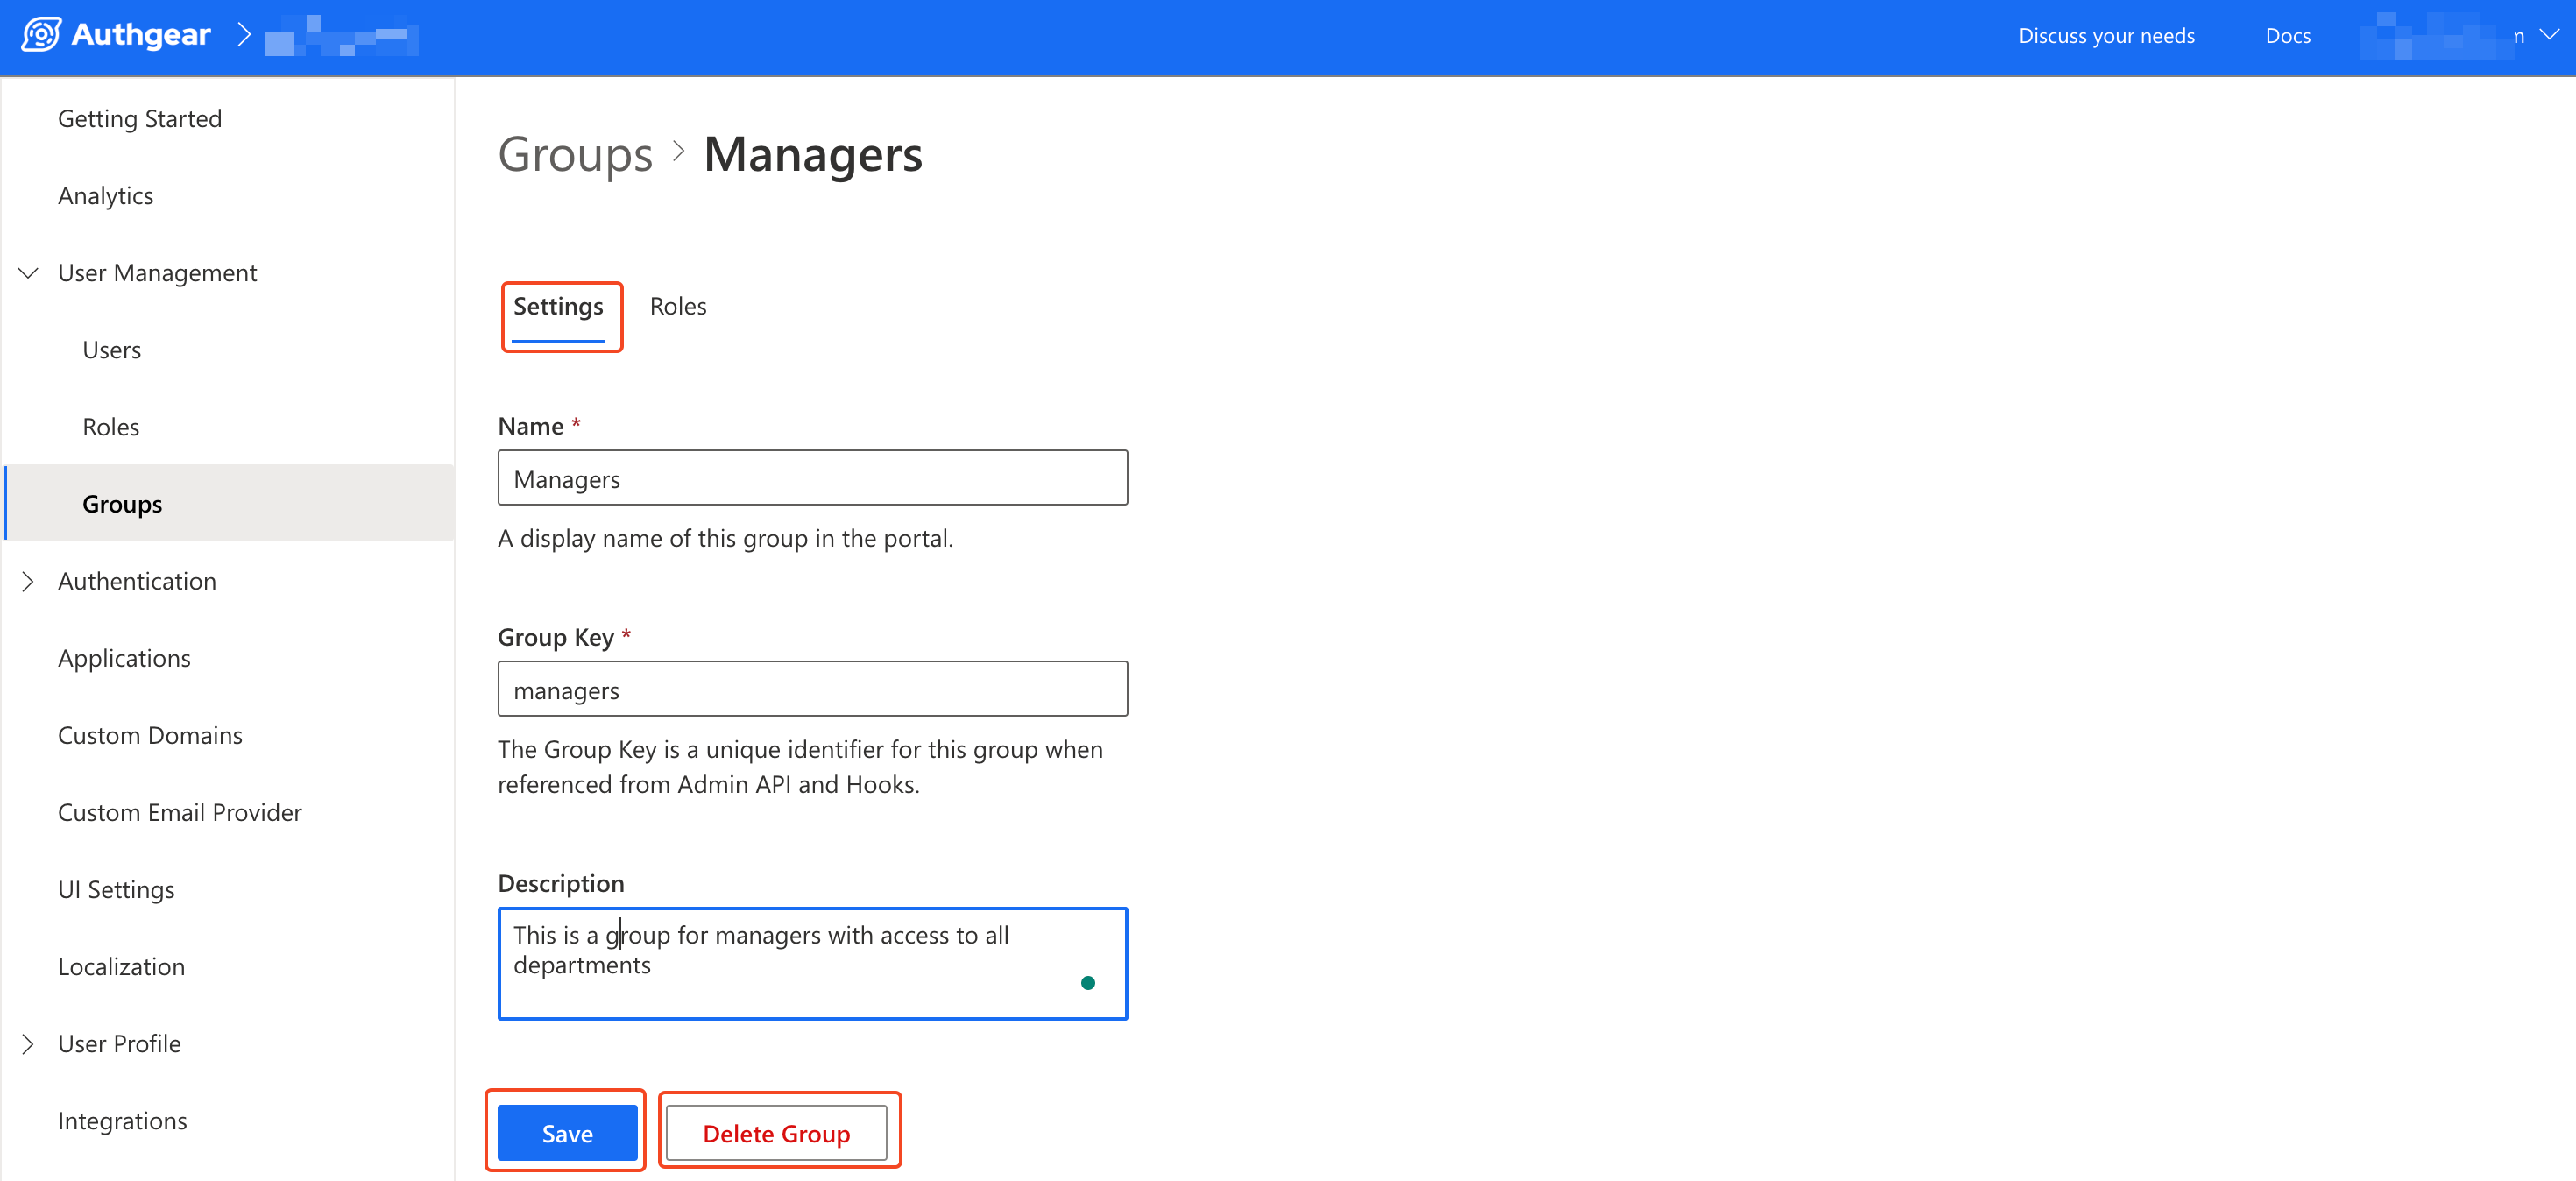 Authgear
Discuss your needs
Docs
m
Getting Started
Analytics
User Management
Users
Roles
Groups
Authentication
Applications
Custom Domains
Custom Email Provider
UI Settings
Localization
User Profile
Integrations
Groups > Managers
Settings
Roles
Name *
Managers
A display name of this group in the portal.
Group Key *
managers
The Group Key is a unique identifier for this group when
referenced from Admin API and Hooks.
Description
This is a group for managers with access to all
departments
Save
Delete Group